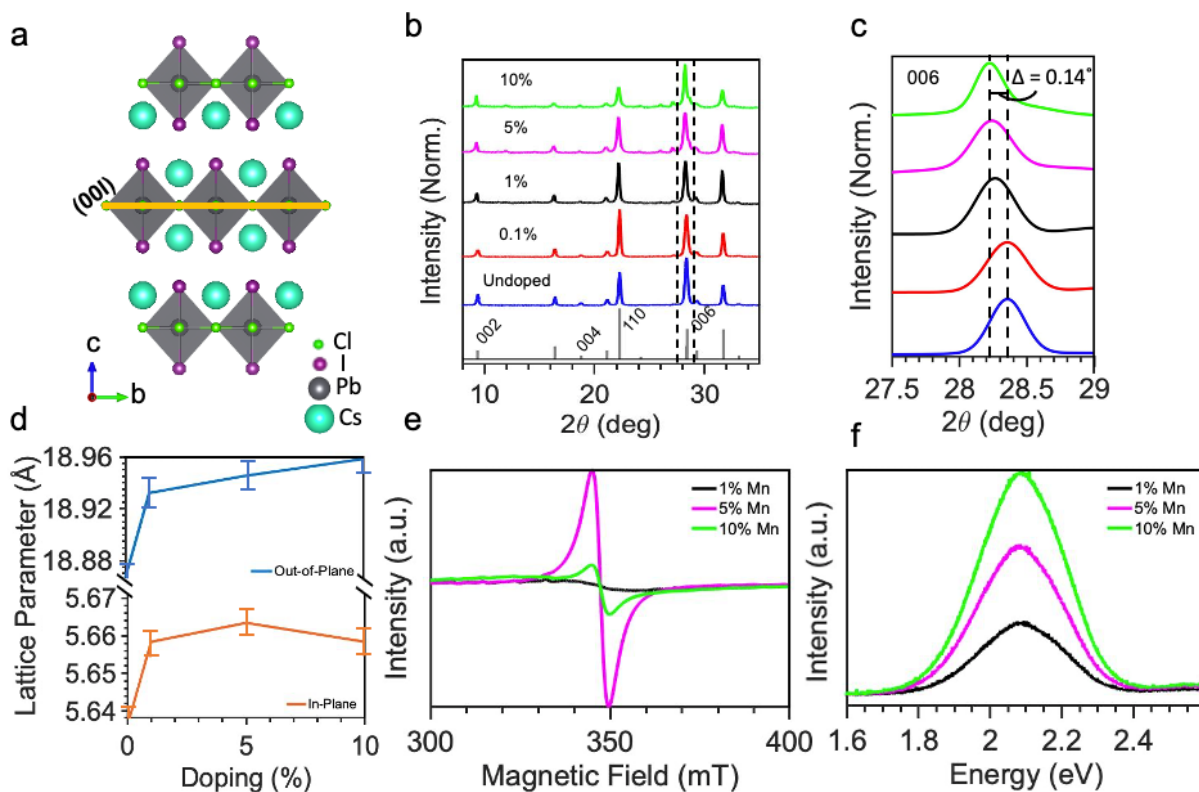 a
(00l)
c
b
Cl
I
Pb
Cs
b
Intensity (Norm.)
10%
5%
1%
0.1%
Undoped
002
004
110
006
10
20
30
2θ (deg)
c
Intensity (Norm.)
006
Δ = 0.14°
27.5
28
28.5
29
2θ (deg)
d
Lattice Parameter (Å)
18.96
18.92
18.88
5.67
5.66
5.65
5.64
Out-of-Plane
In-Plane
0
5
10
Doping (%)
e
Intensity (a.u.)
1% Mn
5% Mn
10% Mn
300
350
400
Magnetic Field (mT)
f
Intensity (a.u.)
1% Mn
5% Mn
10% Mn
1.6
2
2.2
2.4
Energy (eV)